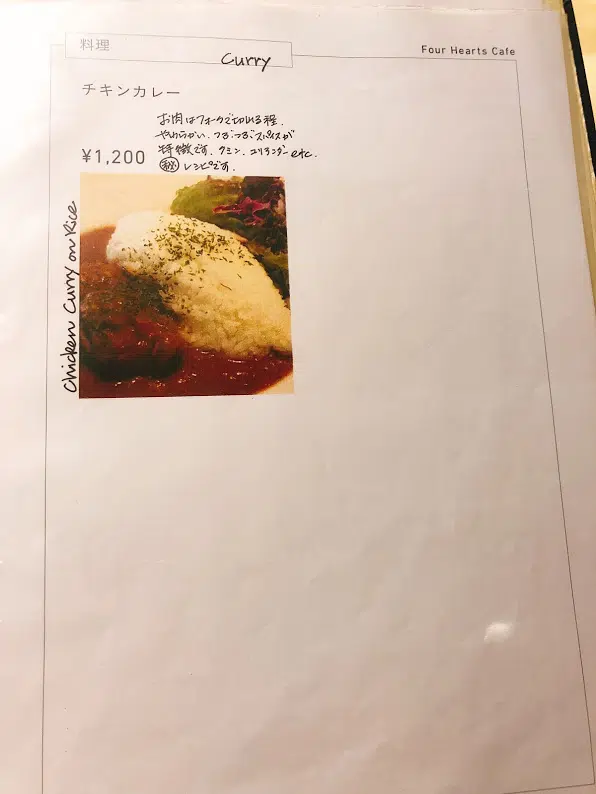 料理
Curry
Four Hearts Cafe
チキンカレー
お肉はフォークで切れる程
やわらかい.つぶつぶスパイスが
特徴です.クミン.コリアンダーetc.
㊙レシピです.
¥1,200
Chicken Curry on Rice